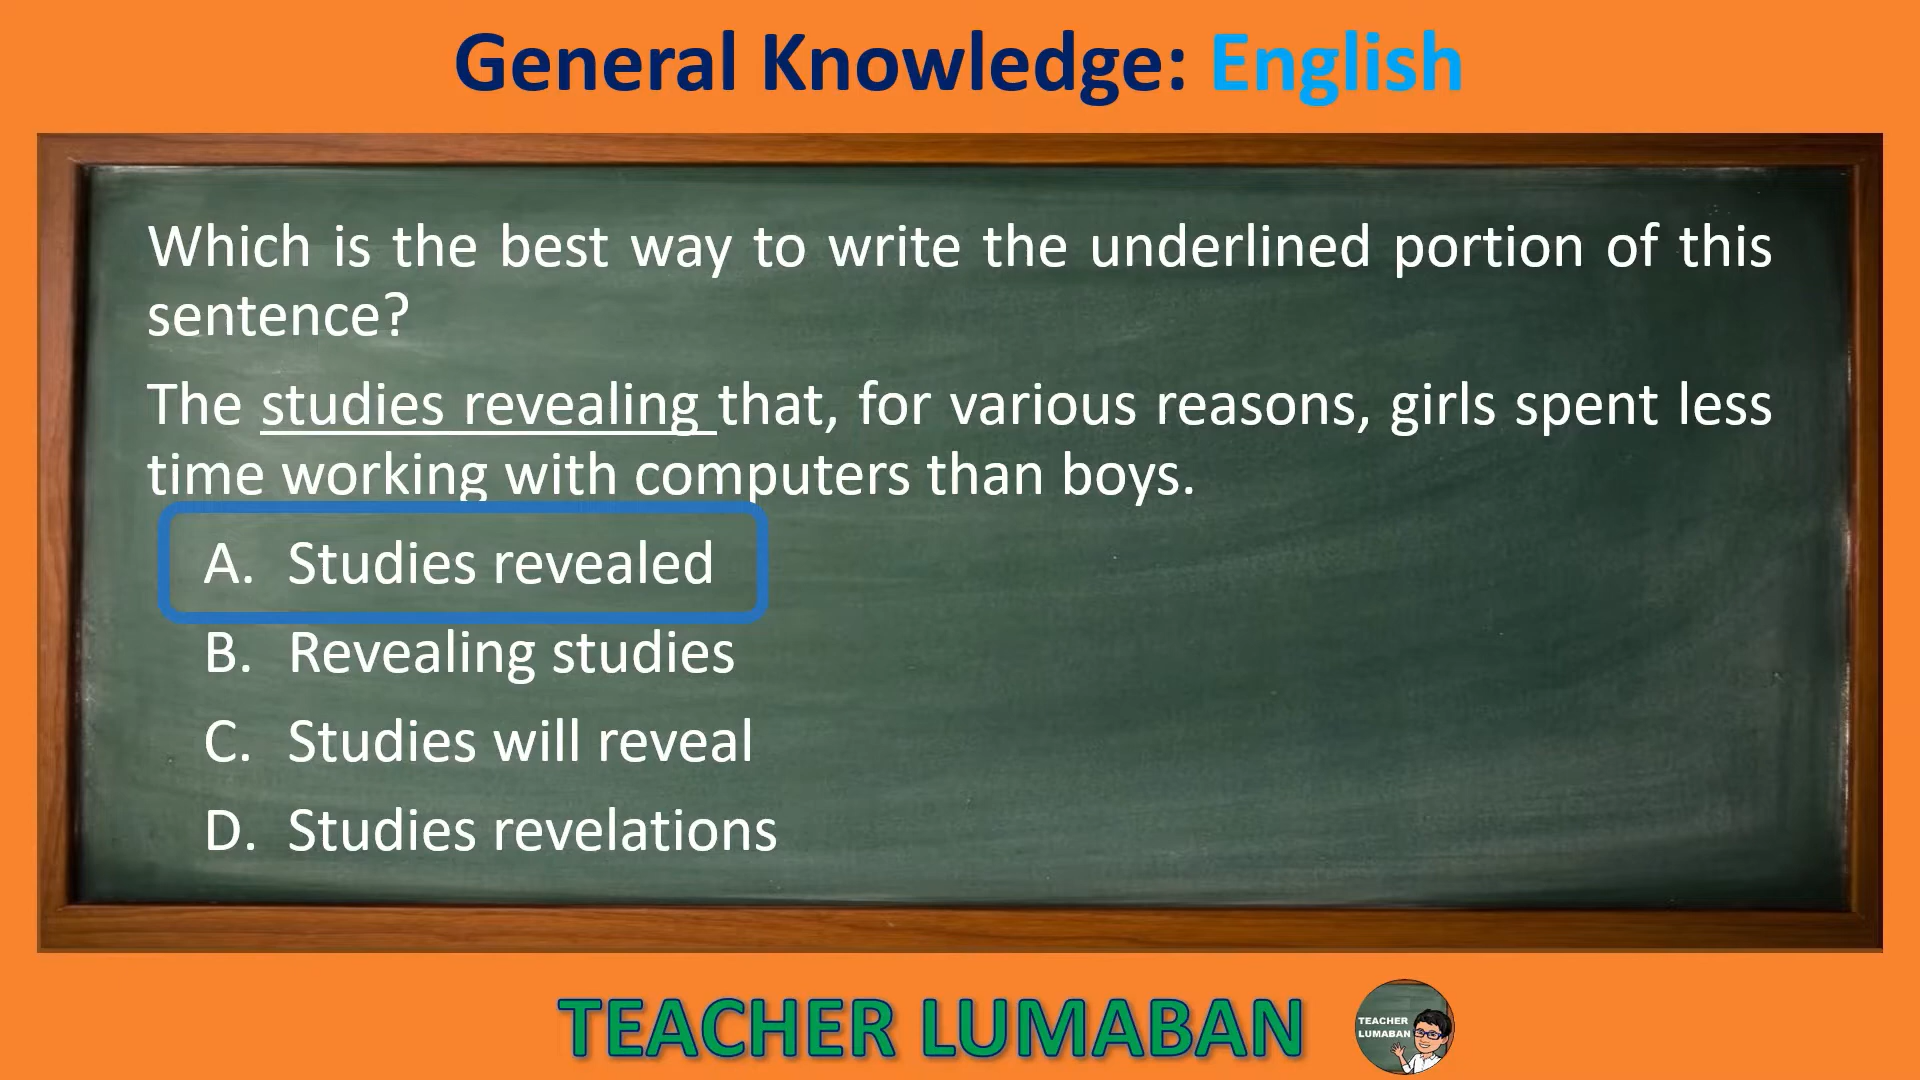 General Knowledge: English
Which is the best way to write the underlined portion of this
sentence?
The studies revealing that, for various reasons, girls spent less
time working with computers than boys.
A. Studies revealed
B. Revealing studies
C. Studies will reveal
D. Studies revelations
TEACHER LUMABAN
TEACHER
LUMABAN